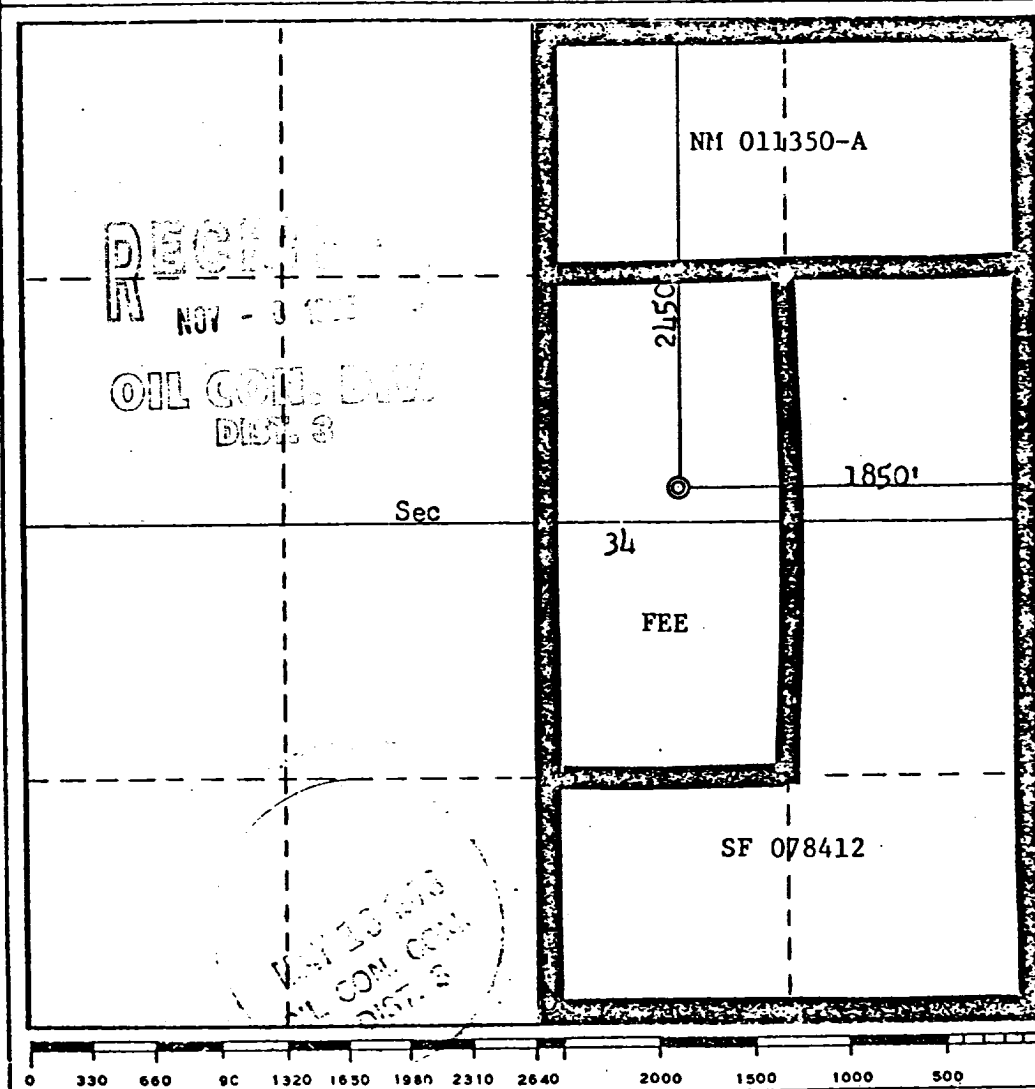 NM 011350-A
NOV
OIL CON. DIV.
DIST. 3
2450'
1850'
Sec
34
FEE
SF 078412
OIL CON. COM.
DIST. 3
0 330 660 90 1320 1650 1980 2310 2640 2000 1500 1000 500